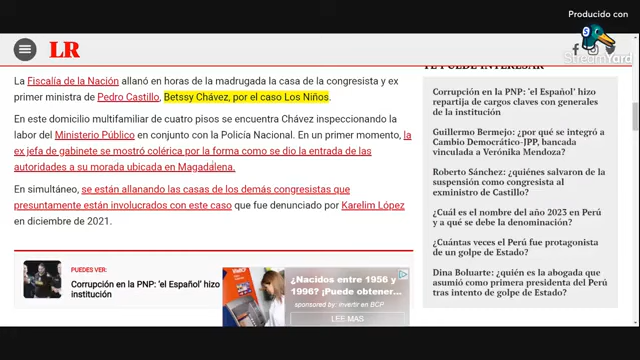 Producido con
StreamYard
LR
TE PUEDE INTERESAR
La Fiscalía de la Nación allanó en horas de la madrugada la casa de la congresista y ex
primer ministra de Pedro Castillo, Betssy Chávez, por el caso Los Niños.
En este domicilio multifamiliar de cuatro pisos se encuentra Chávez inspeccionando la
labor del Ministerio Público en conjunto con la Policía Nacional. En un primer momento, la
ex jefa de gabinete se mostró colérica por la forma como se dio la entrada de las
autoridades a su morada ubicada en Magdalena.
En simultáneo, se están allanando las casas de los demás congresistas que
presuntamente están involucrados con este caso que fue denunciado por Karelim López
en diciembre de 2021.
PUEDES VER:
Corrupción en la PNP: 'el Español' hizo
institución
¿Nacidos entre 1956 y
1996? ¡Puede obtener...
sponsored by: invertir en BCP
LEE MAS
Corrupción en la PNP: 'el Español' hizo
repartija de cargos claves con generales
de la institución
Guillermo Bermejo: ¿por qué se integró a
Cambio Democrático-JPP, bancada
vinculada a Verónika Mendoza?
Roberto Sánchez: ¿quiénes salvaron de la
suspensión como congresista al
exministro de Castillo?
¿Cuál es el nombre del año 2023 en Perú
y a qué se debe la denominación?
¿Cuántas veces el Perú fue protagonista
de un golpe de Estado?
Dina Boluarte: ¿quién es la abogada que
asumió como primera presidenta del Perú
tras intento de golpe de Estado?